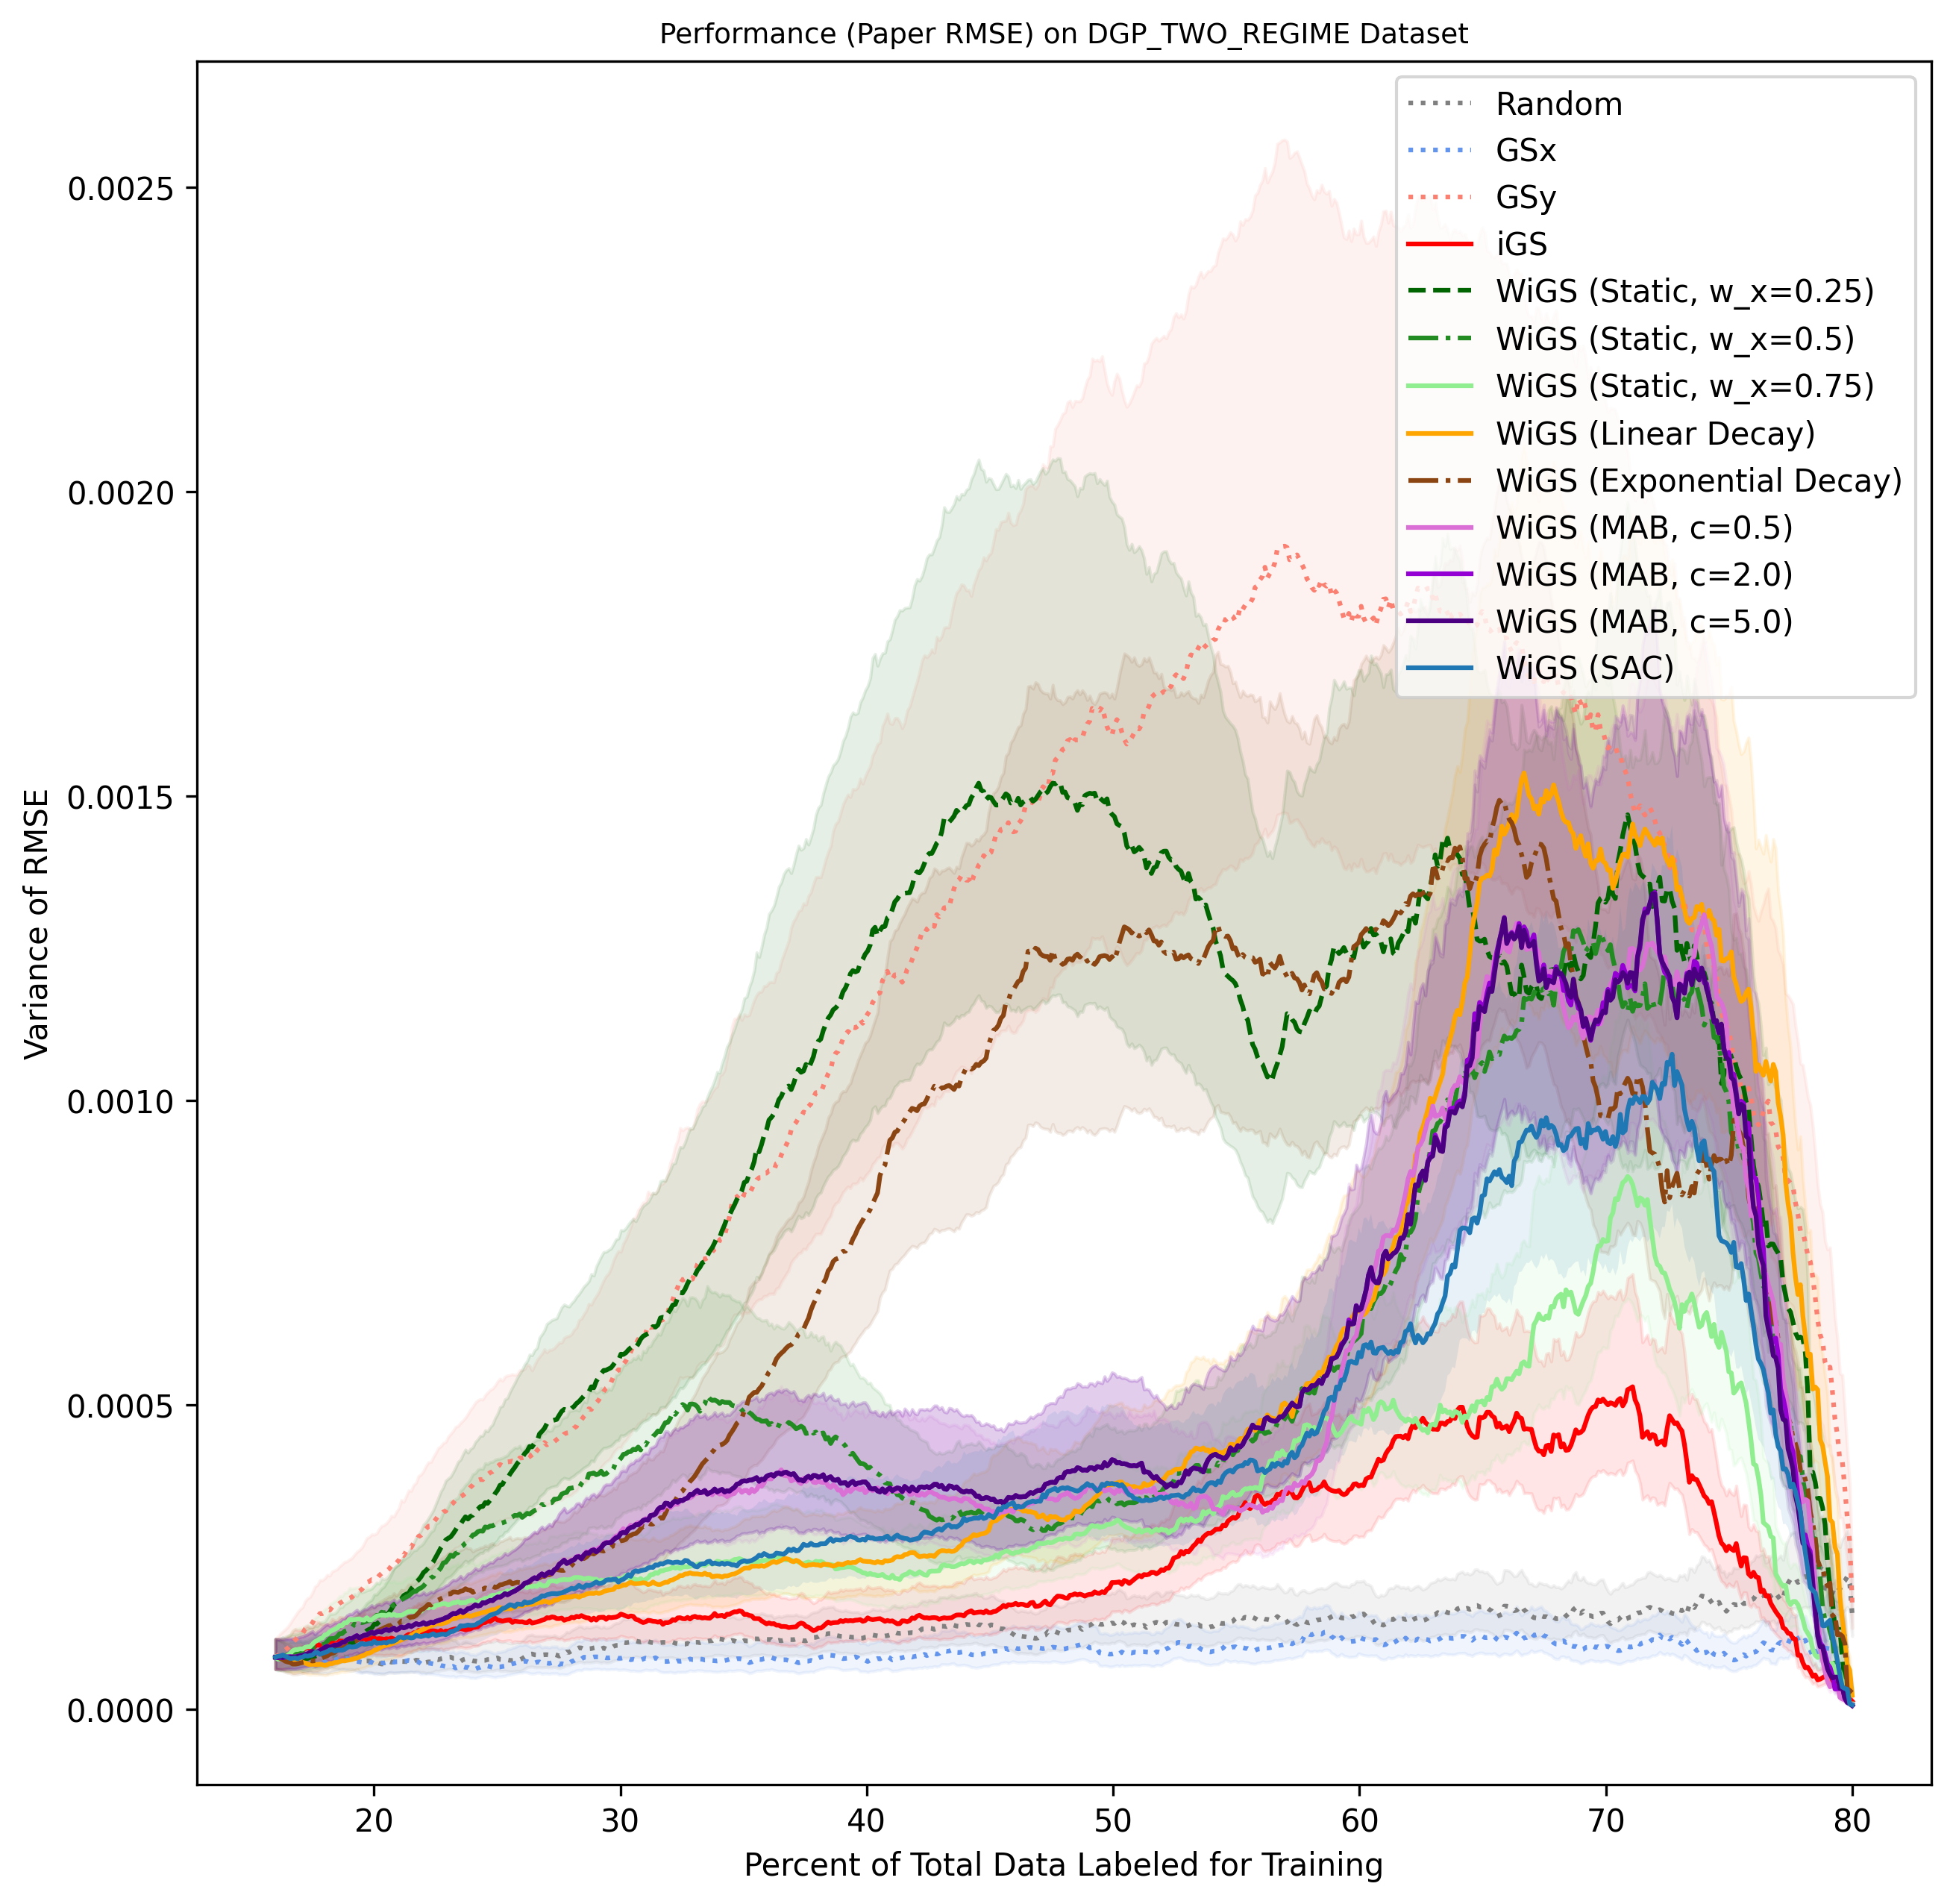 Performance (Paper RMSE) on DGP_TWO_REGIME Dataset
Variance of RMSE
0.0025
0.0020
0.0015
0.0010
0.0005
0.0000
Random
GSx
GSy
iGS
WiGS (Static, w_x=0.25)
WiGS (Static, w_x=0.5)
WiGS (Static, w_x=0.75)
WiGS (Linear Decay)
WiGS (Exponential Decay)
WiGS (MAB, c=0.5)
WiGS (MAB, c=2.0)
WiGS (MAB, c=5.0)
WiGS (SAC)
20 30 40 50 60 70 80
Percent of Total Data Labeled for Training